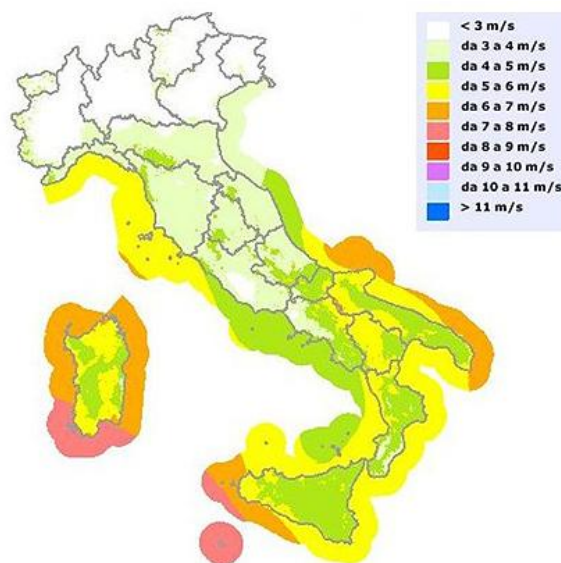 < 3 m/s
da 3 a 4 m/s
da 4 a 5 m/s
da 5 a 6 m/s
da 6 a 7 m/s
da 7 a 8 m/s
da 8 a 9 m/s
da 9 a 10 m/s
da 10 a 11 m/s
> 11 m/s